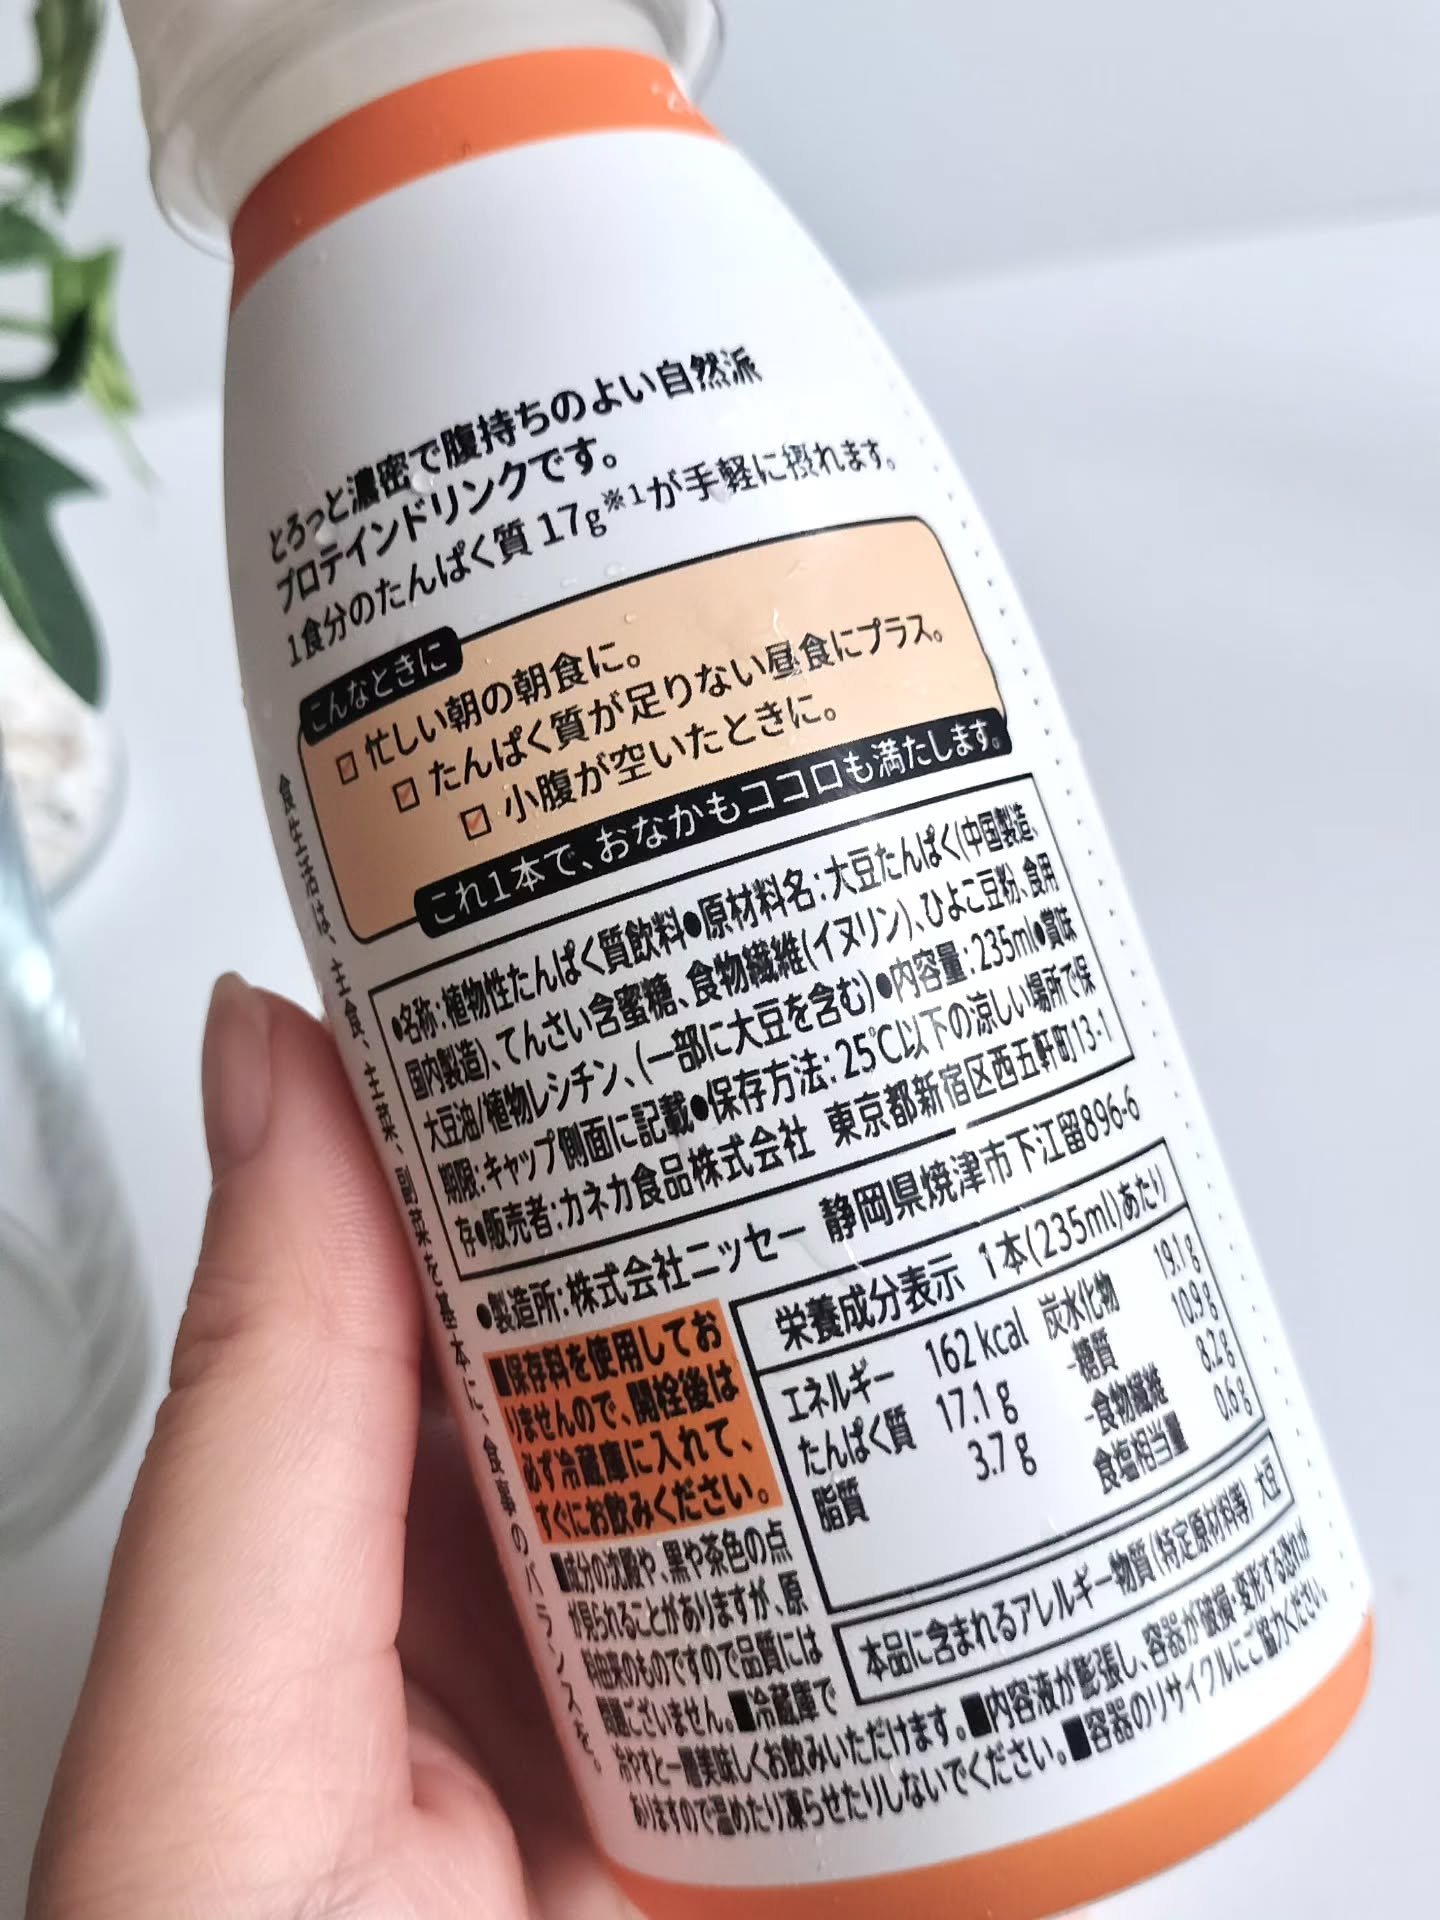 とろっと濃密で腹持ちのよい自然派
プロテインドリンクです。
1食分のたんぱく質 17g※1が手軽に摂れます。
こんなときに
忙しい朝の朝食に。
たんぱく質が足りない昼食にプラス。
小腹が空いたときに。
これ1本で、おなかもココロも満たします。
●名称:植物性たんぱく質飲料●原材料名:大豆たんぱく(中国製造、
国内製造)、てんさい含蜜糖、食物繊維(イヌリン)、ひよこ豆粉、食用
大豆油/植物レシチン、(一部に大豆を含む)●内容量:235ml●賞味
期限:キャップ側面に記載●保存方法:25℃以下の涼しい場所で保
存●販売者:カネカ食品株式会社 東京都新宿区西五軒町13-1
●製造所:株式会社ニッセー 静岡県焼津市下江留896-6
■保存料を使用してお
りませんので、開栓後は
必ず冷蔵庫に入れて、
すぐにお飲みください。
栄養成分表示 1本(235ml)あたり
エネルギー 162 kcal 炭水化物 19.1g
たんぱく質 17.1 g -糖質 10.9g
脂質 3.7 g -食物繊維 8.2g
食塩相当量 0.6g
本品に含まれるアレルギー物質(特定原材料等) 大豆
■成分の沈殿や、黒や茶色の点
が見られることがありますが、原
料由来のものですので品質には
問題ございません。■冷蔵庫で
冷やすと一層美味しくお飲みいただけます。■内容液が膨張し、容器が破損・変形する恐れが
ありますので温めたり凍らせたりしないでください。■容器のリサイクルにご協力ください。
食生活は、主食、主菜、副菜を基本に、食事のバランスを。